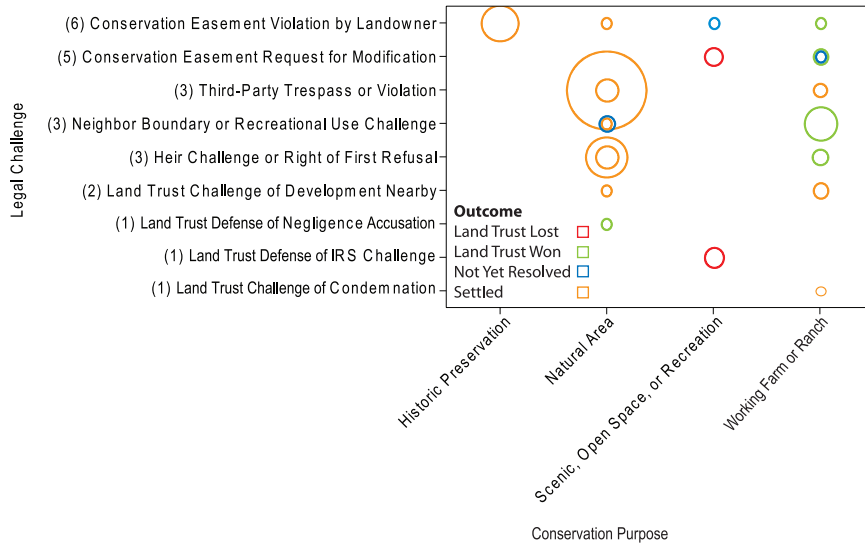 Legal Challenge
(6) Conservation Easement Violation by Landowner
(5) Conservation Easement Request for Modification
(3) Third-Party Trespass or Violation
(3) Neighbor Boundary or Recreational Use Challenge
(3) Heir Challenge or Right of First Refusal
(2) Land Trust Challenge of Development Nearby
(1) Land Trust Defense of Negligence Accusation
(1) Land Trust Defense of IRS Challenge
(1) Land Trust Challenge of Condemnation
Outcome
Land Trust Lost
Land Trust Won
Not Yet Resolved
Settled
Historic Preservation
Natural Area
Scenic, Open Space, or Recreation
Working Farm or Ranch
Conservation Purpose